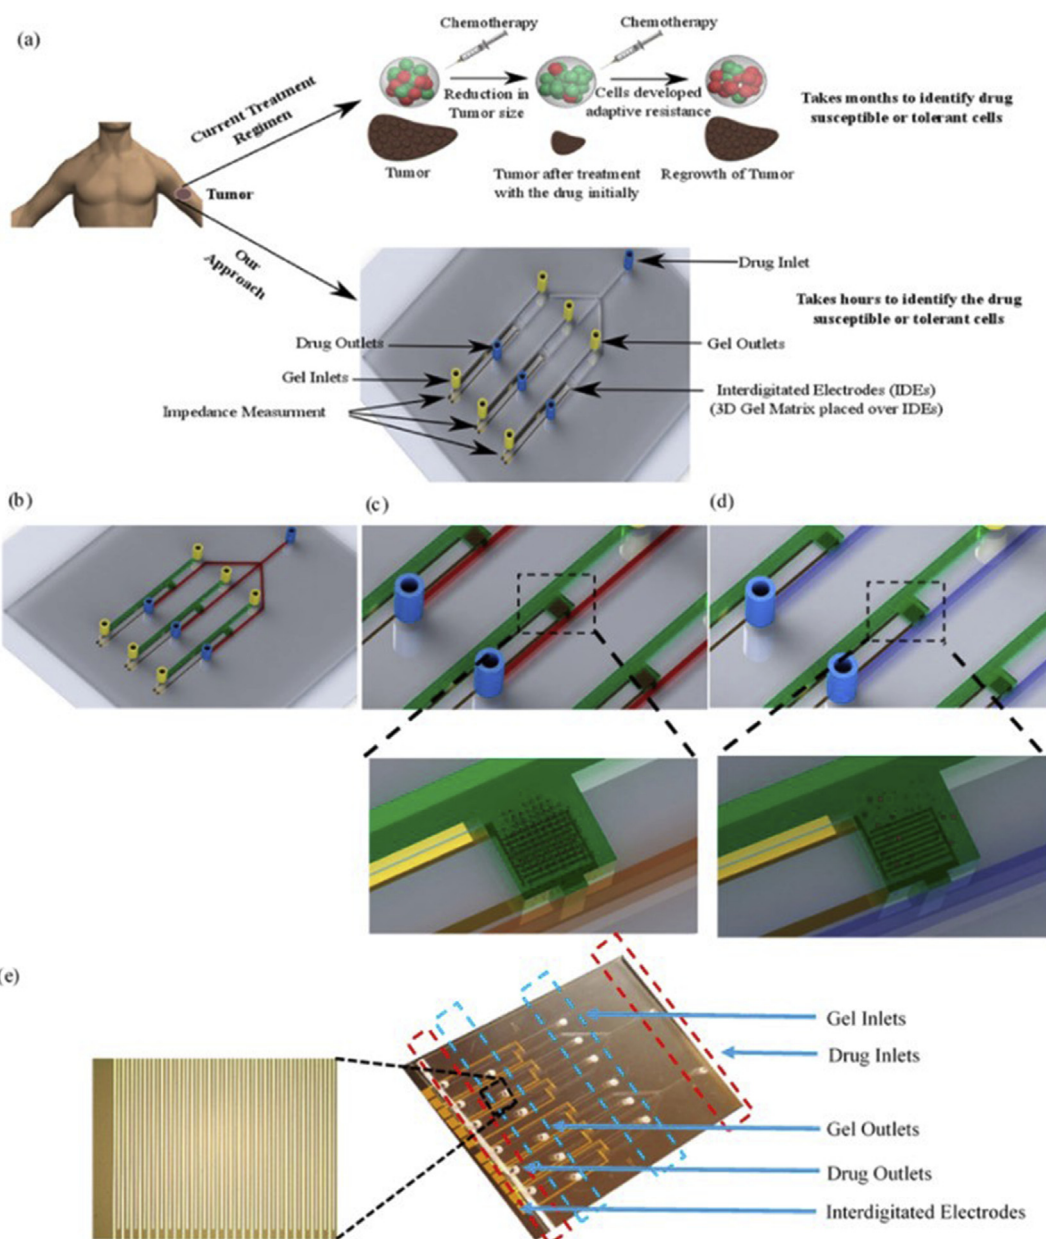 (a)
Chemotherapy
Chemotherapy
Current Treatment
Regimen
Reduction in
Tumor size
Cells developed
adaptive resistance
Takes months to identify drug
susceptible or tolerant cells
Tumor
Tumor
Tumor after treatment
with the drug initially
Regrowth of Tumor
Our
Approach
Drug Inlet
Takes hours to identify the drug
susceptible or tolerant cells
Drug Outlets
Gel Outlets
Gel Inlets
Interdigitated Electrodes (IDEs)
(3D Gel Matrix placed over IDEs)
Impedance Measurment
(b)
(c)
(d)
(e)
Gel Inlets
Drug Inlets
Gel Outlets
Drug Outlets
Interdigitated Electrodes